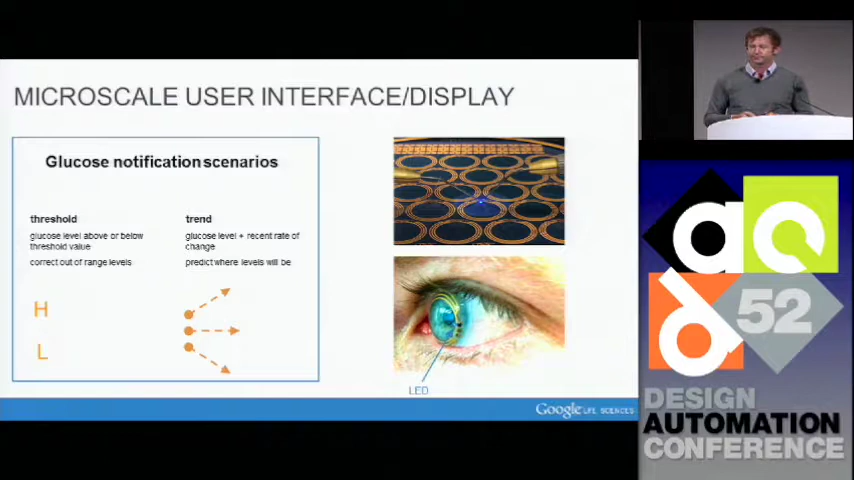 MICROSCALE USER INTERFACE/DISPLAY
Glucose notification scenarios
threshold
glucose level above or below
threshold value
correct out of range levels
H
L
trend
glucose level + recent rate of
change
predict where levels will be
LED
Google LIFE SCIENCES
dac
52
DESIGN
AUTOMATION
CONFERENCE